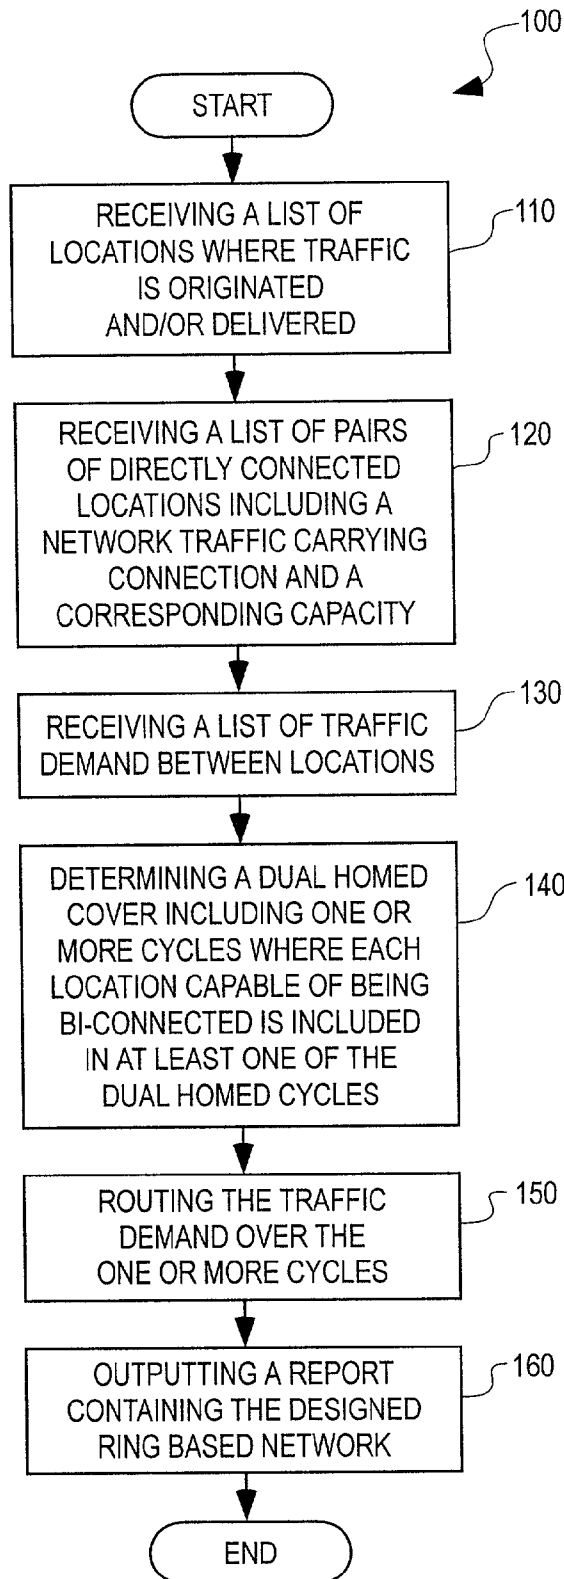 100
START
RECEIVING A LIST OF
LOCATIONS WHERE TRAFFIC
IS ORIGINATED
AND/OR DELIVERED
110
RECEIVING A LIST OF PAIRS
OF DIRECTLY CONNECTED
LOCATIONS INCLUDING A
NETWORK TRAFFIC CARRYING
CONNECTION AND A
CORRESPONDING CAPACITY
120
RECEIVING A LIST OF TRAFFIC
DEMAND BETWEEN LOCATIONS
130
DETERMINING A DUAL HOMED
COVER INCLUDING ONE OR
MORE CYCLES WHERE EACH
LOCATION CAPABLE OF BEING
BI-CONNECTED IS INCLUDED
IN AT LEAST ONE OF THE
DUAL HOMED CYCLES
140
ROUTING THE TRAFFIC
DEMAND OVER THE
ONE OR MORE CYCLES
150
OUTPUTTING A REPORT
CONTAINING THE DESIGNED
RING BASED NETWORK
160
END